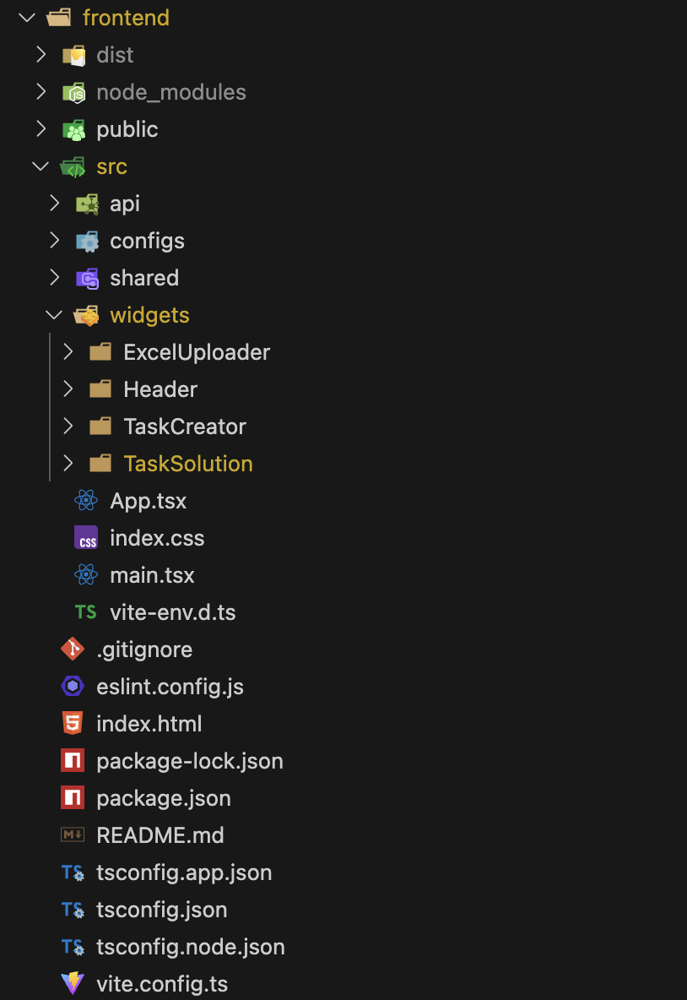 frontend
dist
node_modules
public
src
api
configs
shared
widgets
ExcelUploader
Header
TaskCreator
TaskSolution
App.tsx
index.css
main.tsx
TS vite-env.d.ts
.gitignore
eslint.config.js
index.html
package-lock.json
package.json
README.md
tsconfig.app.json
tsconfig.json
tsconfig.node.json
vite.config.ts